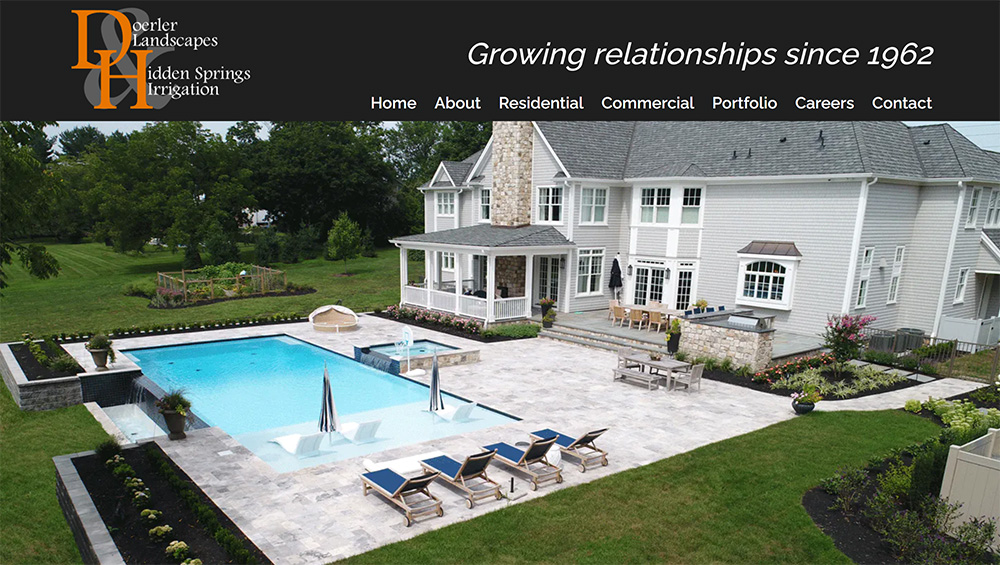 Doerler
Landscapes
&
Hidden Springs
Irrigation
Growing relationships since 1962
Home About Residential Commercial Portfolio Careers Contact